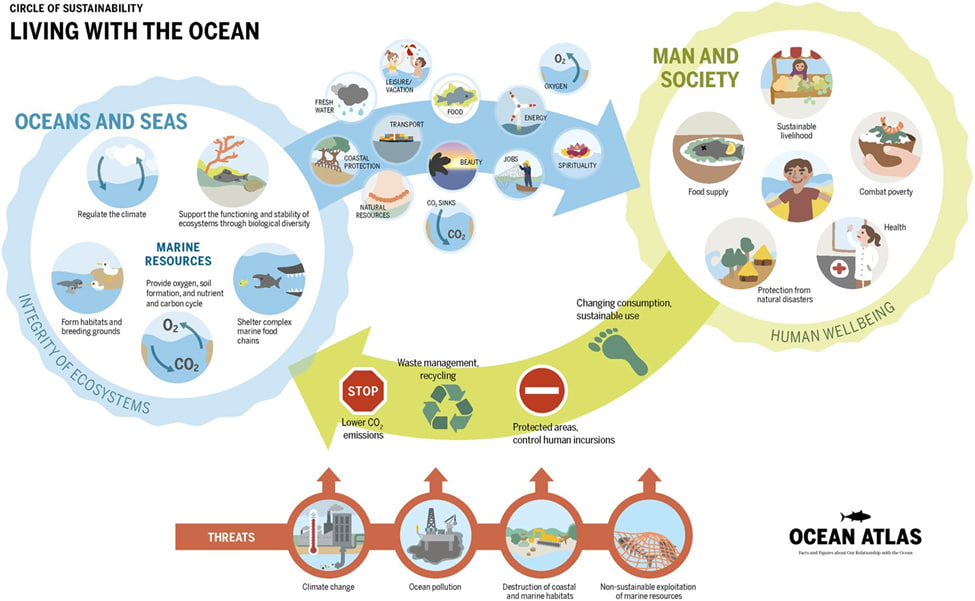 CIRCLE OF SUSTAINABILITY
LIVING WITH THE OCEAN
OCEANS AND SEAS
Regulate the climate
Support the functioning and stability of
ecosystems through biological diversity
MARINE
RESOURCES
Provide oxygen, soil
formation, and nutrient
and carbon cycle
Form habitats and
breeding grounds
Shelter complex
marine food
chains
O₂
CO₂
INTEGRITY OF ECOSYSTEMS
FRESH
WATER
LEISURE/
VACATION
FOOD
O₂
OXYGEN
ENERGY
TRANSPORT
COASTAL
PROTECTION
BEAUTY
JOBS
SPIRITUALITY
NATURAL
RESOURCES
CO₂ SINKS
CO₂
MAN AND
SOCIETY
Sustainable
livelihood
Food supply
Combat poverty
Health
Protection from
natural disasters
HUMAN WELLBEING
Changing consumption,
sustainable use
Waste management,
recycling
STOP
Lower CO₂
emissions
Protected areas,
control human incursions
THREATS
Climate change
Ocean pollution
Destruction of coastal
and marine habitats
Non-sustainable exploitation
of marine resources
OCEAN ATLAS
Facts and Figures about Our Relationship with the Ocean